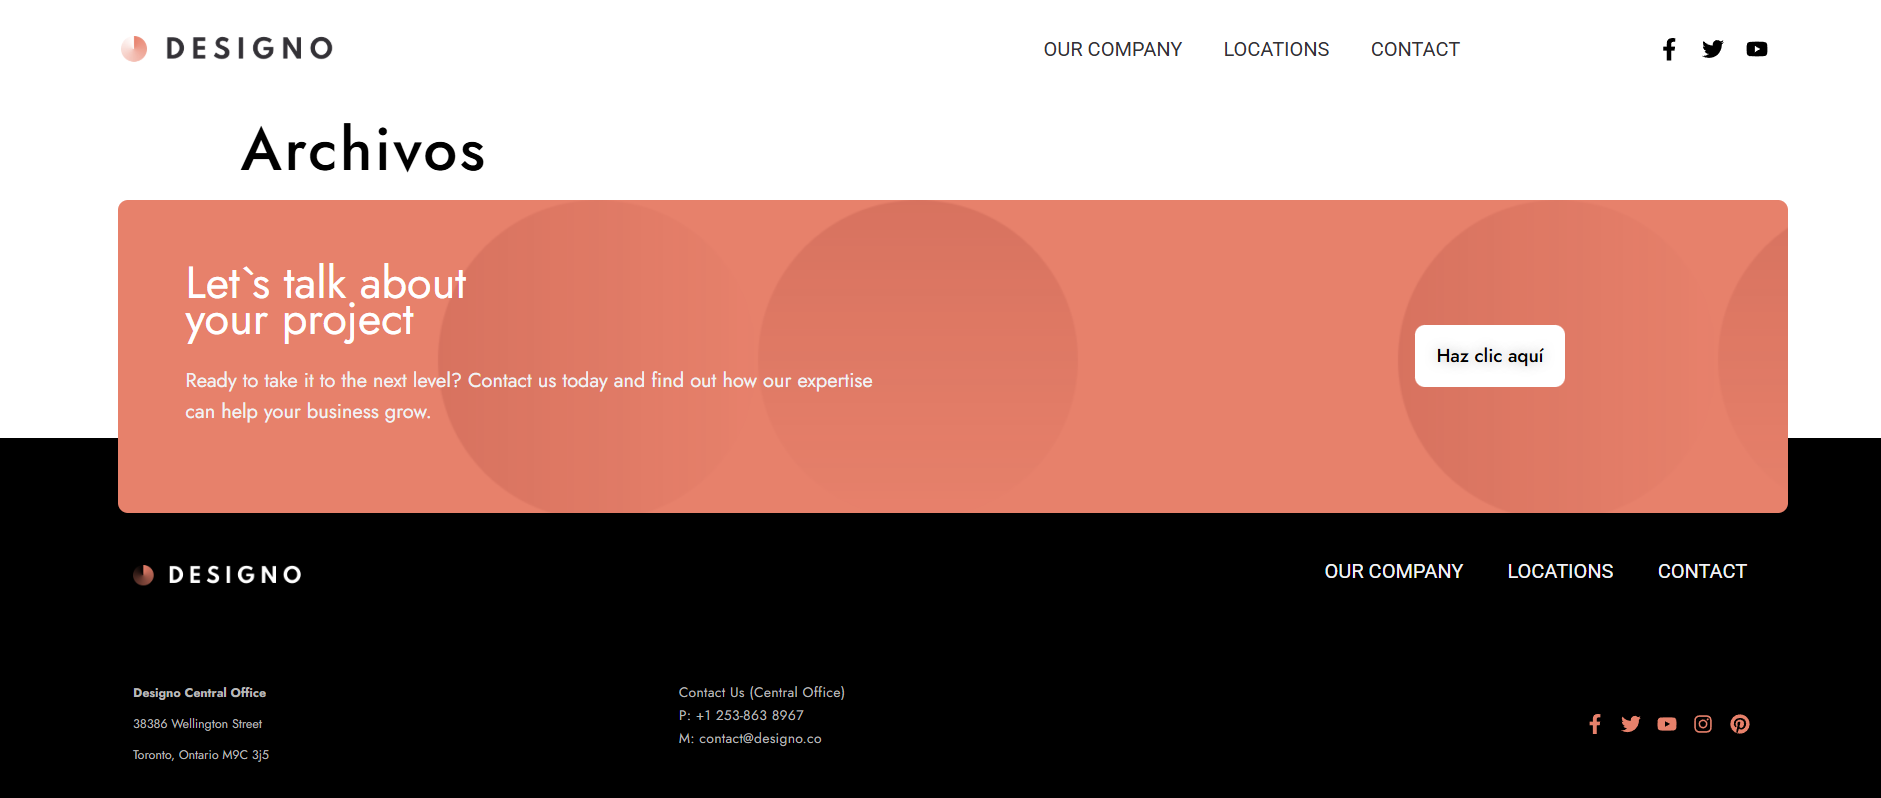 DESIGNO
OUR COMPANY LOCATIONS CONTACT
Archivos
Let`s talk about
your project
Ready to take it to the next level? Contact us today and find out how our expertise
can help your business grow.
Haz clic aquí
DESIGNO
OUR COMPANY LOCATIONS CONTACT
Designo Central Office
38386 Wellington Street
Toronto, Ontario M9C 3j5
Contact Us (Central Office)
P: +1 253-863 8967
M: contact@designo.co